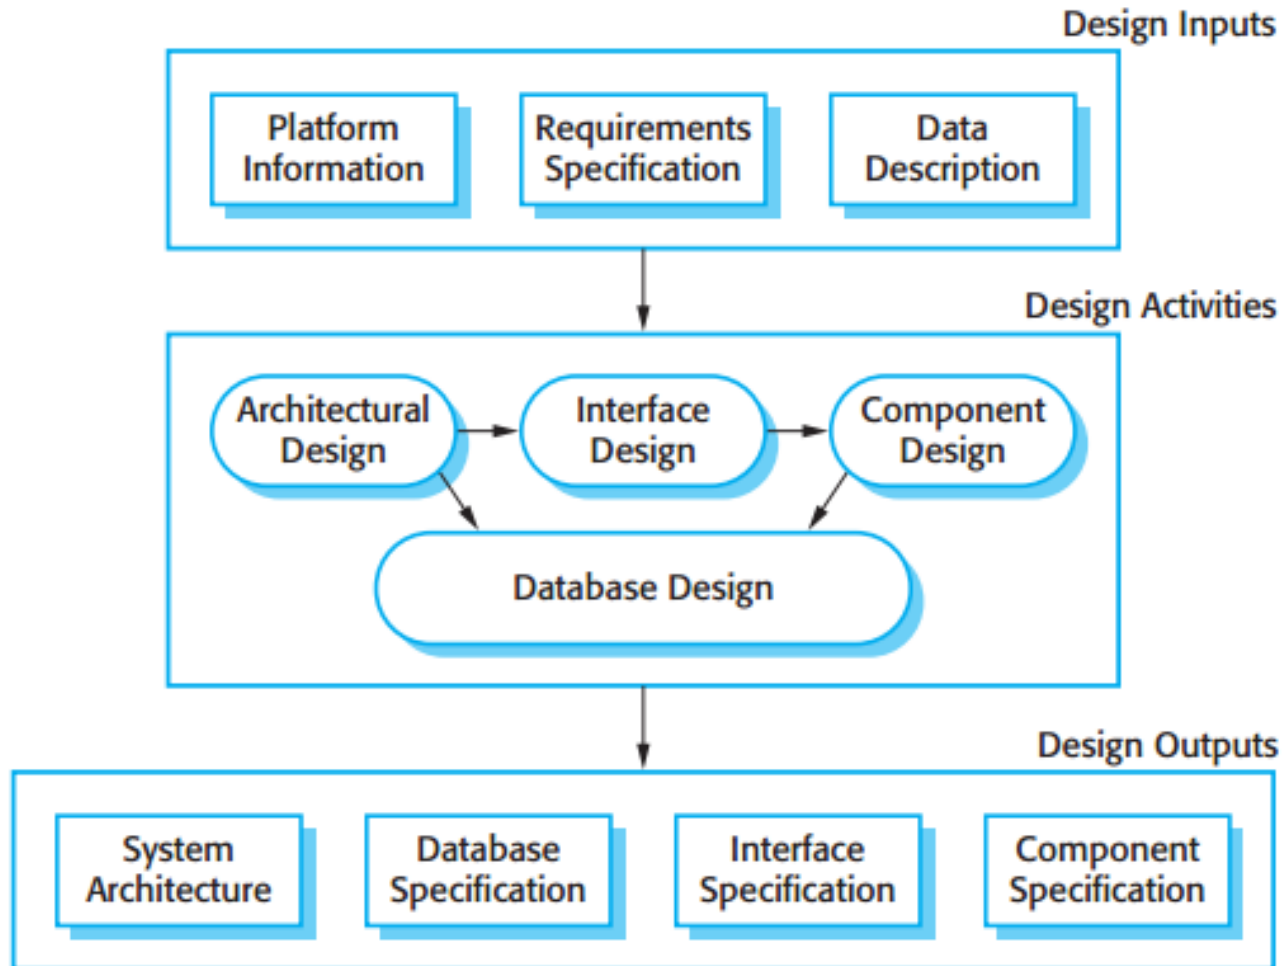 Design Inputs
Platform
Information
Requirements
Specification
Data
Description
Design Activities
Architectural
Design
Interface
Design
Component
Design
Database Design
Design Outputs
System
Architecture
Database
Specification
Interface
Specification
Component
Specification